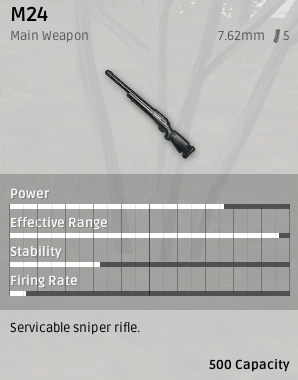 M24
Main Weapon 7.62mm 5
Power
Effective Range
Stability
Firing Rate
Servicable sniper rifle.
500 Capacity